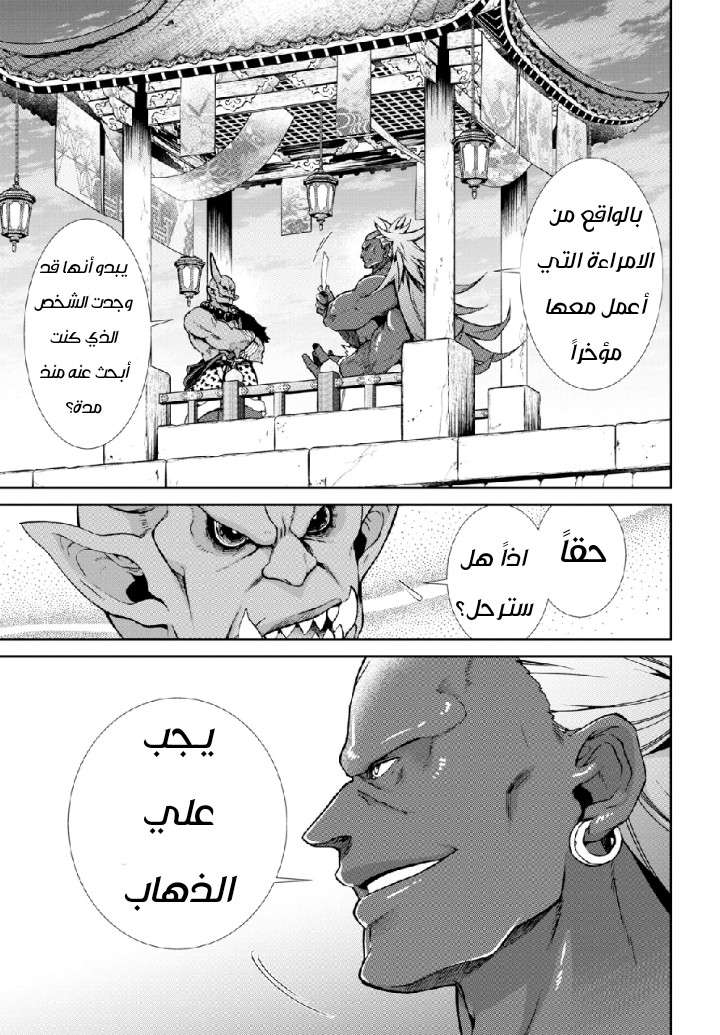 بالواقع من
الامراءة التي
أعمل معها
مؤخراً
يبدو أنها قد
وجدت الشخص
الذي كنت
أبحث عنه منذ
مدة؟
حقاً
اذاً هل
سترحل؟
يجب
علي
الذهاب